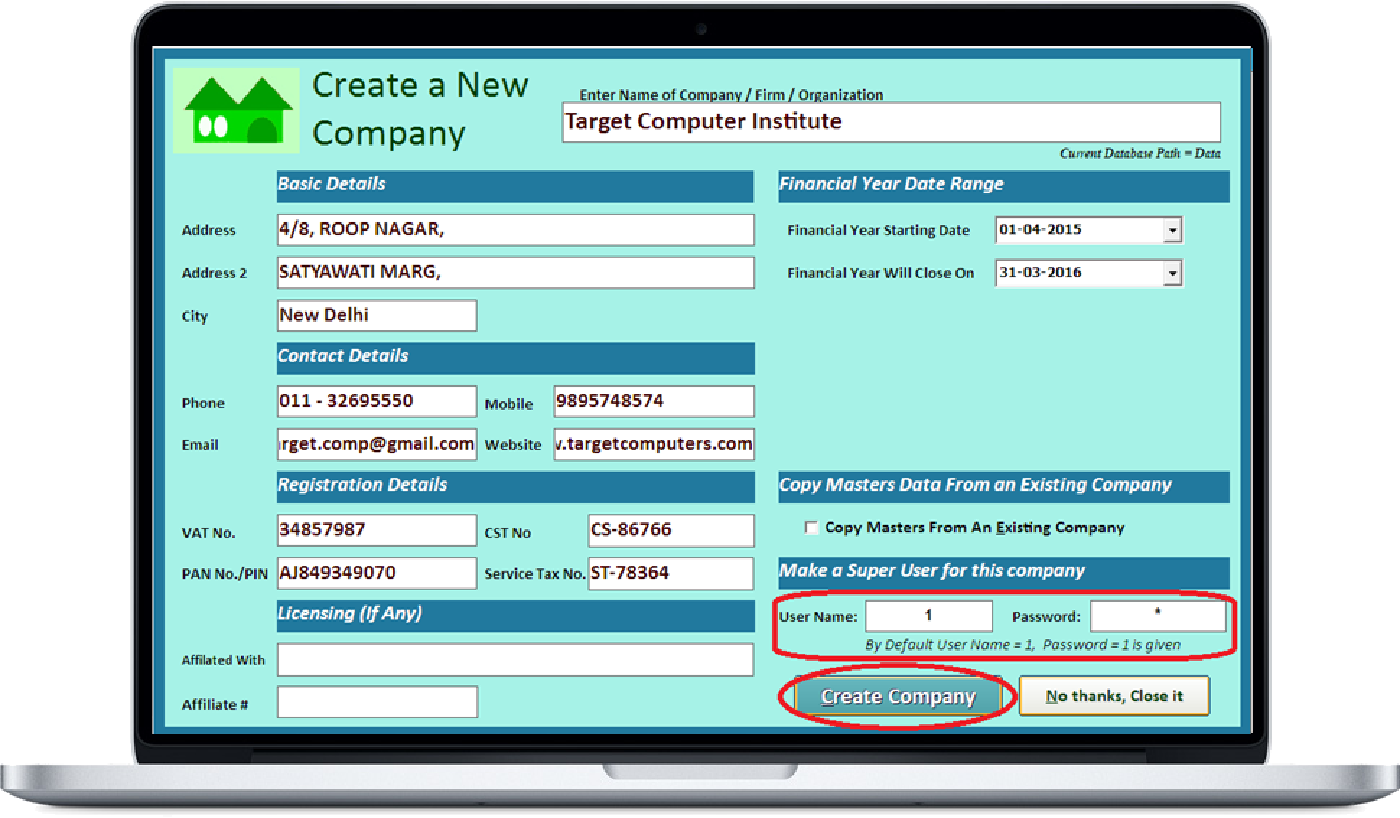 Create a New
Company
Enter Name of Company / Firm / Organization
Target Computer Institute
Current Database Path = Data
Basic Details
Address 4/8, ROOP NAGAR,
Address 2 SATYAWATI MARG,
City New Delhi
Contact Details
Phone 011 - 32695550 Mobile 9895748574
Email rget.comp@gmail.com Website .targetcomputers.com
Registration Details
VAT No. 34857987 CST No CS-86766
PAN No./PIN AJ849349070 Service Tax No. ST-78364
Licensing (If Any)
Affilated With
Affiliate #
Financial Year Date Range
Financial Year Starting Date 01-04-2015
Financial Year Will Close On 31-03-2016
Copy Masters Data From an Existing Company
Copy Masters From An Existing Company
Make a Super User for this company
User Name: 1 Password: *
By Default User Name = 1, Password = 1 is given
Create Company No thanks, Close it